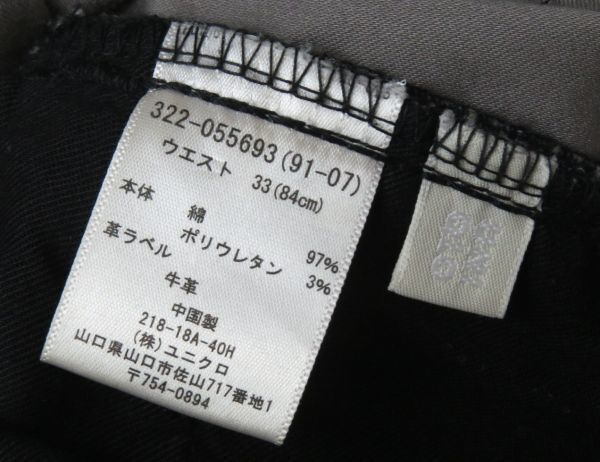 322-055693(91-07)
ウエスト 33(84cm)
本体
綿 97%
ポリウレタン 3%
革ラベル
牛革
中国製
218-18A-40H
(株)ユニクロ
山口県山口市佐山717番地1
〒754-0894